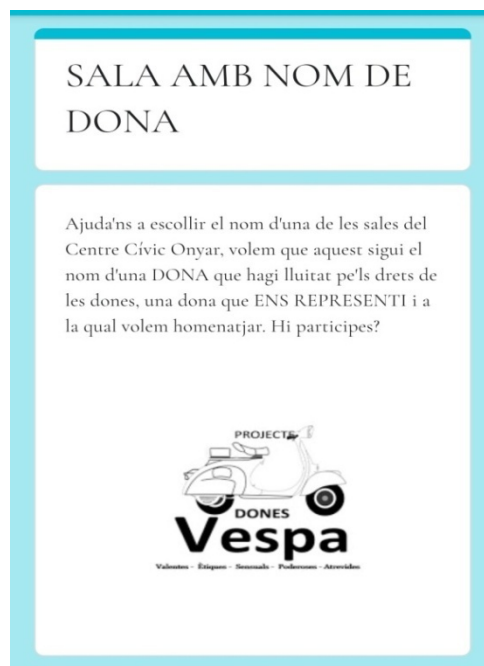 SALA AMB NOM DE
DONA
Ajuda'ns a escollir el nom d'una de les sales del
Centre Cívic Onyar, volem que aquest sigui el
nom d'una DONA que hagi lluitat pe'ls drets de
les dones, una dona que ENS REPRESENTI i a
la qual volem homenatjar. Hi participes?
PROJECTE
DONES
Vespa
Valentes - Ètiques - Sensuals - Poderoses - Atrevides